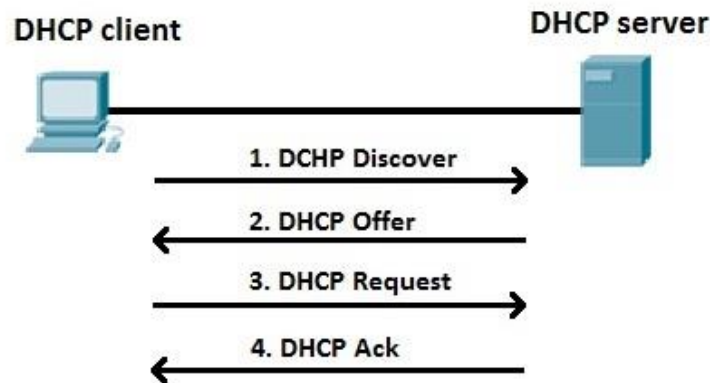 DHCP client
DHCP server
1. DCHP Discover
2. DHCP Offer
3. DHCP Request
4. DHCP Ack